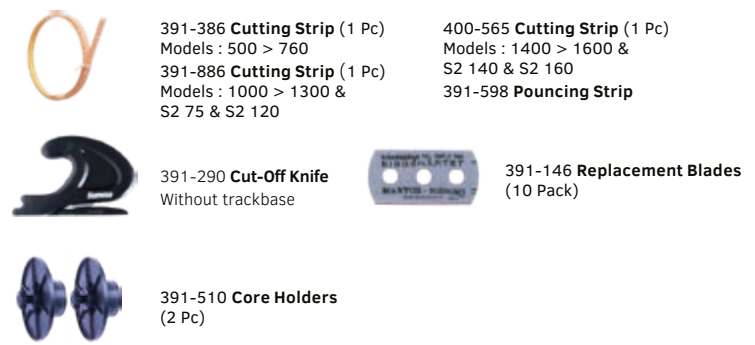 391-386 Cutting Strip (1 Pc)
Models : 500 > 760
391-886 Cutting Strip (1 Pc)
Models : 1000 > 1300 &
S2 75 & S2 120
400-565 Cutting Strip (1 Pc)
Models : 1400 > 1600 &
S2 140 & S2 160
391-598 Pouncing Strip
391-290 Cut-Off Knife
Without trackbase
391-146 Replacement Blades
(10 Pack)
391-510 Core Holders
(2 Pc)